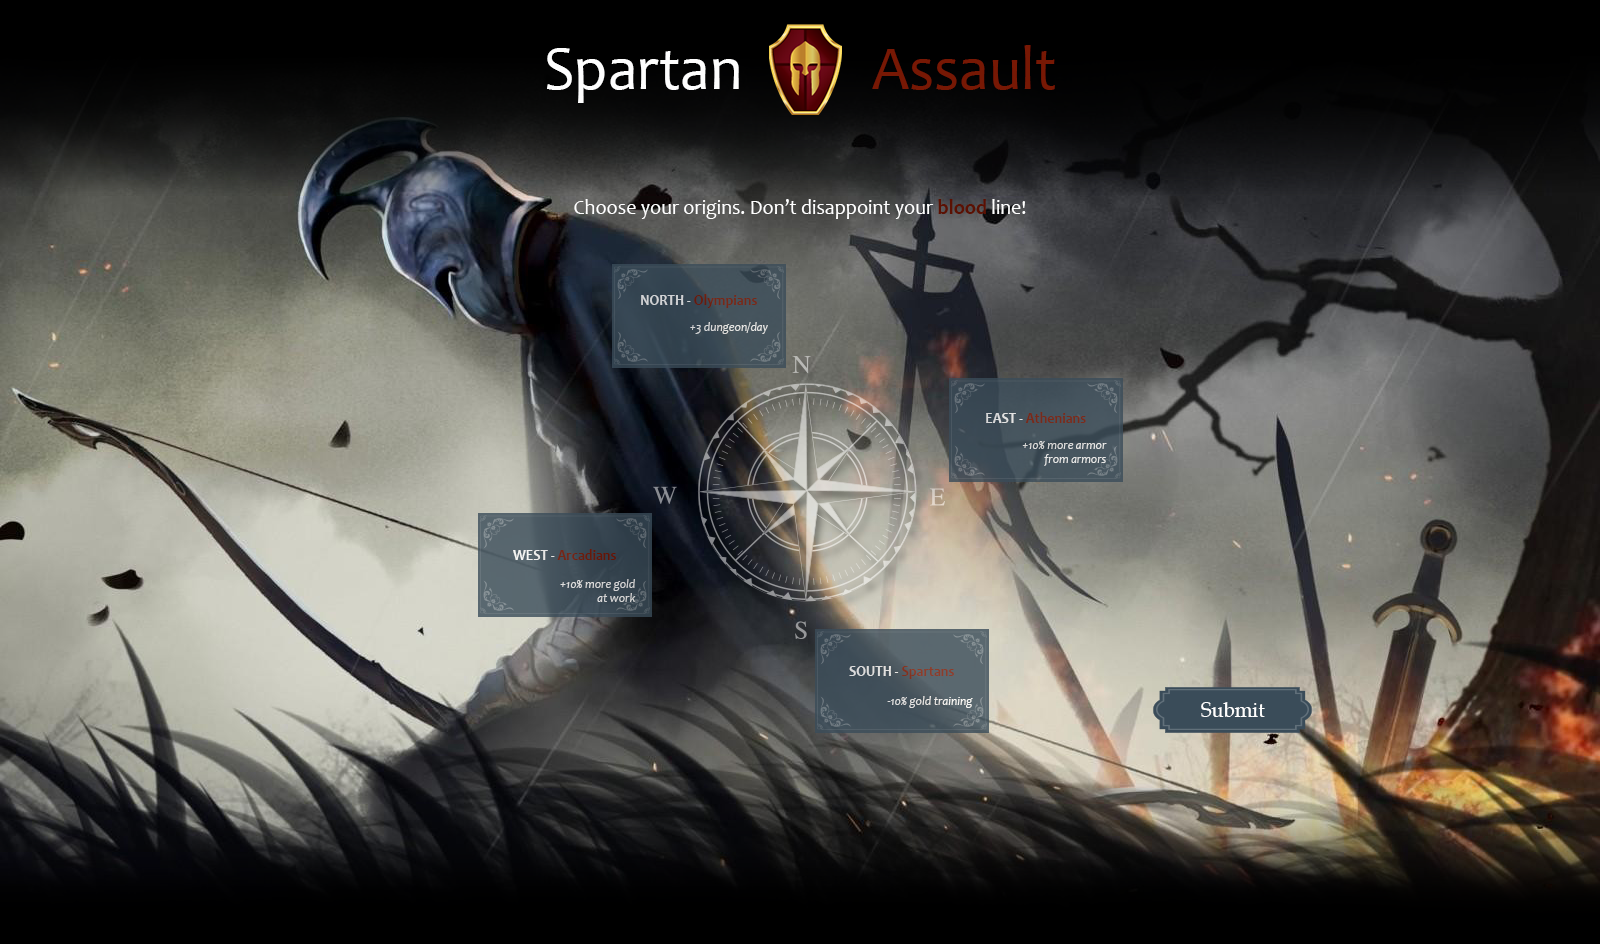 Spartan Assault
Choose your origins. Don't disappoint your blood line!
NORTH - Olympians
+3 dungeon/day
N
EAST - Athenians
+10% more armor
from armors
W
E
WEST - Arcadians
+10% more gold
at work
S
SOUTH - Spartans
-10% gold training
Submit